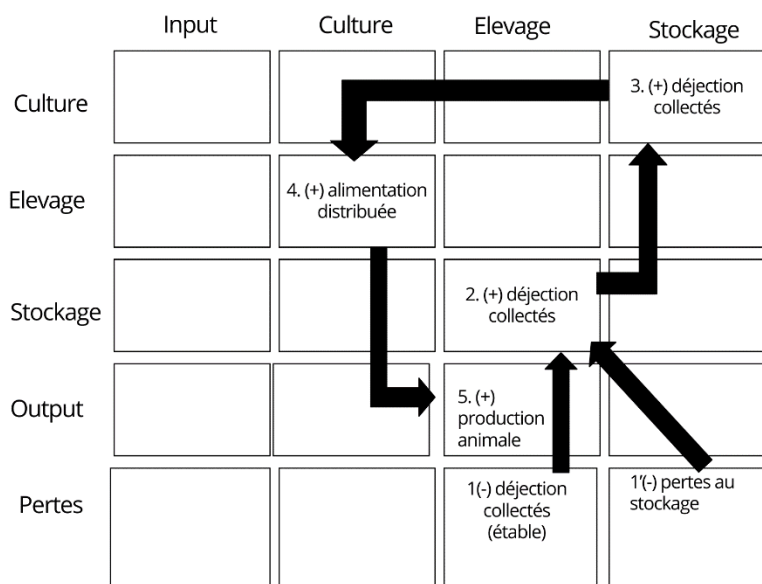 Input
Culture
Elevage
Stockage
Culture
3. (+) déjection
collectés
Elevage
4. (+) alimentation
distribuée
Stockage
2. (+) déjection
collectés
Output
5. (+)
production
animale
Pertes
1(-) déjection
collectés
(étable)
1'(-) pertes au
stockage